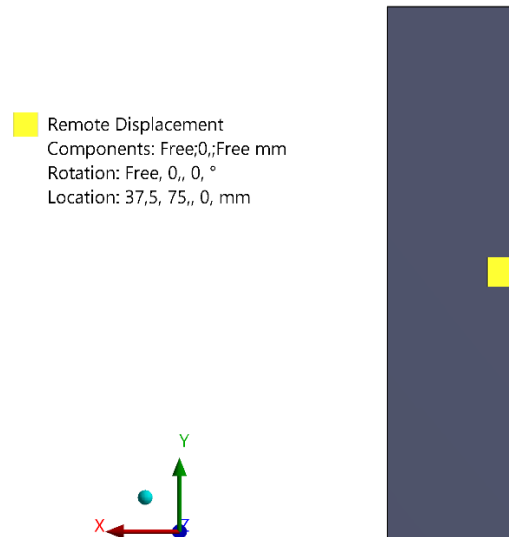 Remote Displacement
Components: Free;0,;Free mm
Rotation: Free, 0,, 0, °
Location: 37,5, 75,, 0, mm
Y
X
Z